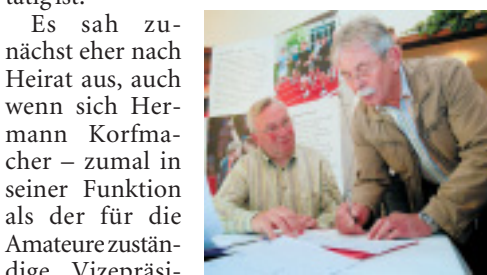 tätig ist.
Es sah zu-
nächst eher nach
Heirat aus, auch
wenn sich Her-
mann Korfma-
cher – zumal in
seiner Funktion
als der für die
Amateure zustän-
dige Vizepräsi-